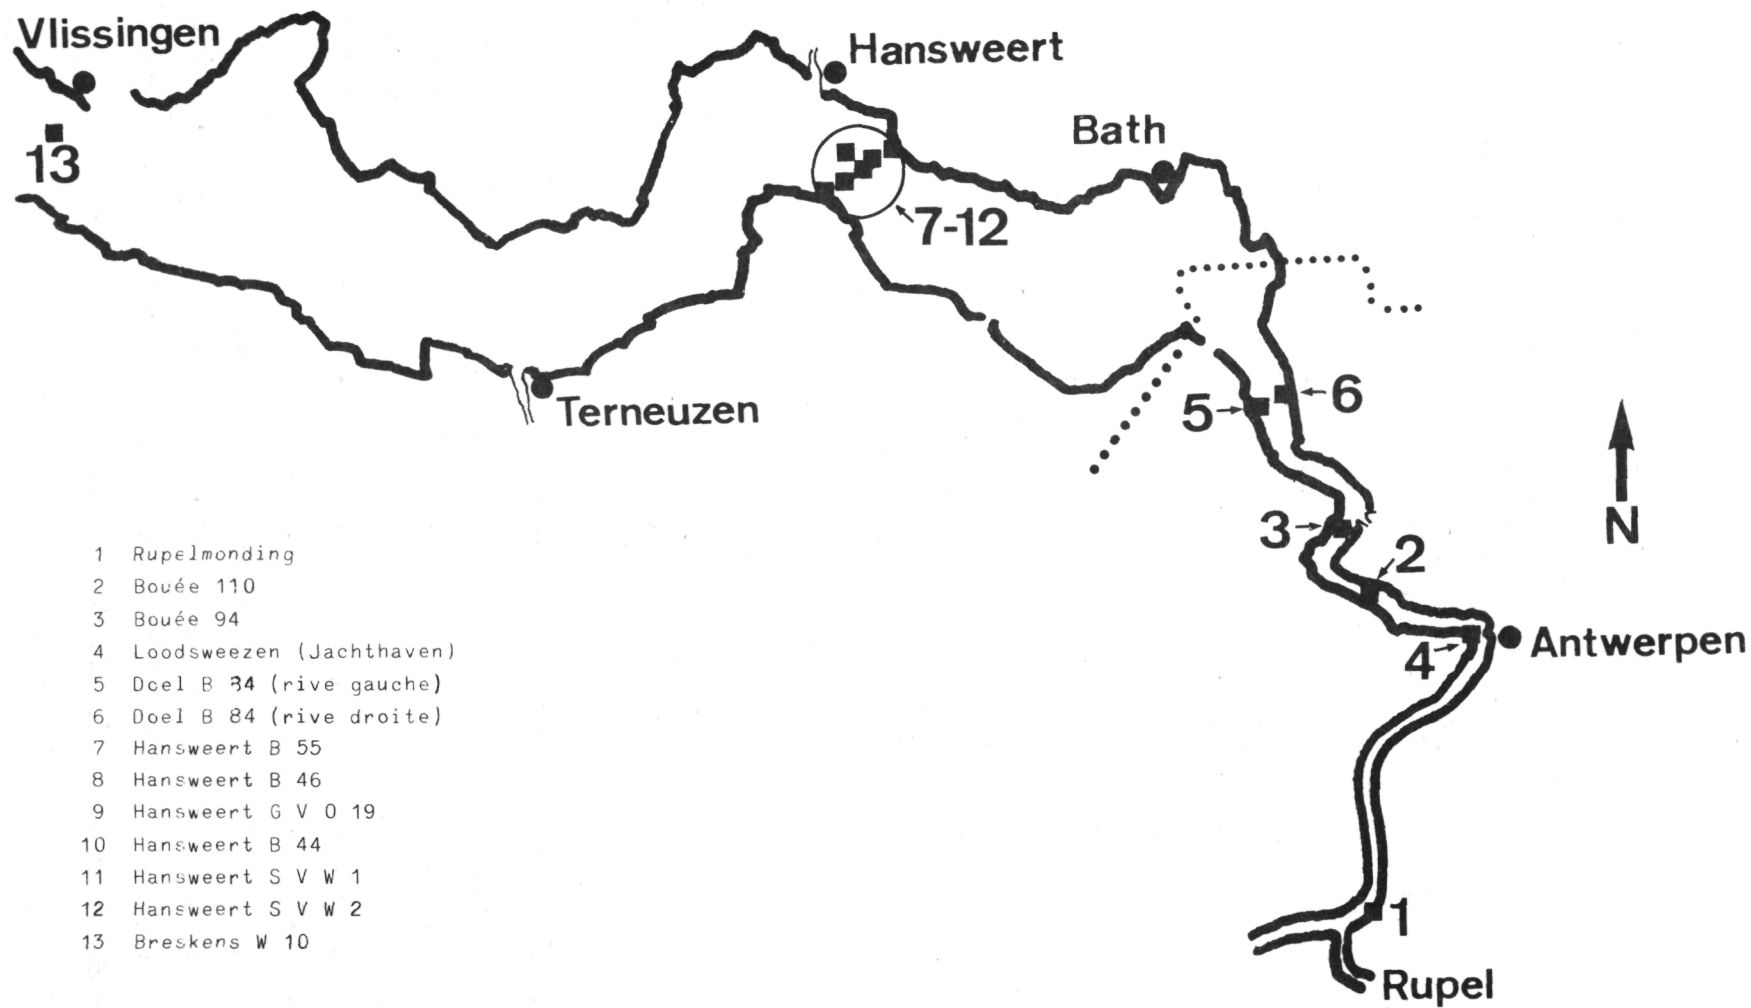 Vlissingen
Hansweert
Bath
13
7-12
6
5
Terneuzen
3
N
2
Antwerpen
4
1
Rupel
1 Rupelmonding
2 Bouée 110
3 Bouée 94
4 Loodsweezen (Jachthaven)
5 Doel B 84 (rive gauche)
6 Doel B 84 (rive droite)
7 Hansweert B 55
8 Hansweert B 46
9 Hansweert G V O 19
10 Hansweert B 44
11 Hansweert S V W 1
12 Hansweert S V W 2
13 Breskens W 10